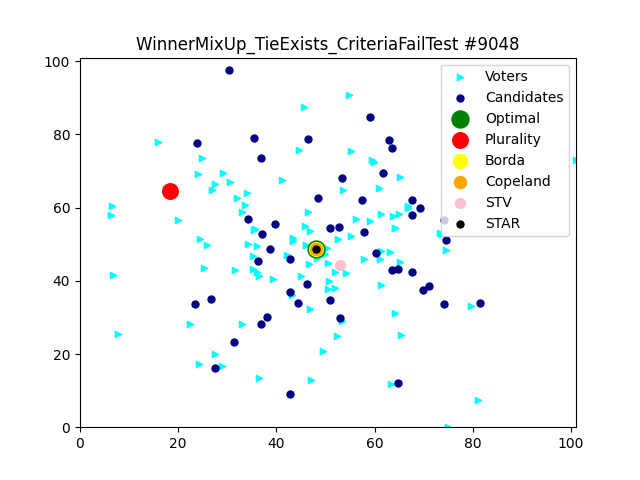 WinnerMixUp_TieExists_CriteriaFailTest #9048
100
80
60
40
20
0
0 20 40 60 80 100
Voters
Candidates
Optimal
Plurality
Borda
Copeland
STV
STAR